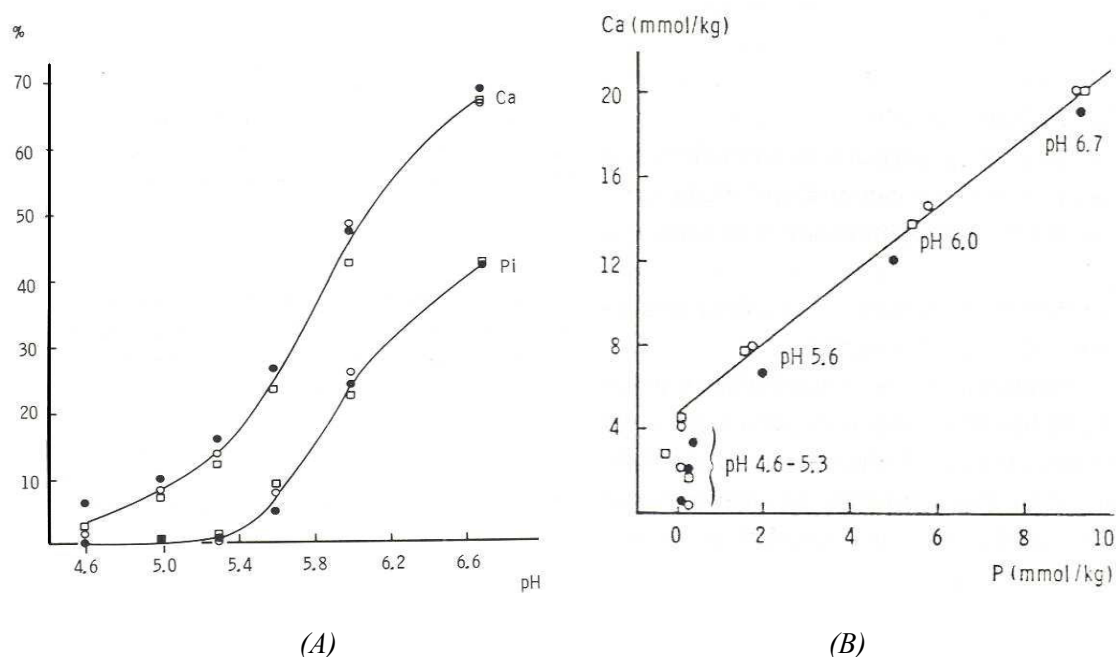 %
70
60
50
40
30
20
10
Ca
Pi
4.6 5.0 5.4 5.8 6.2 6.6
pH
(A)
Ca (mmol/kg)
20
16
12
8
4
0
pH 6.7
pH 6.0
pH 5.6
pH 4.6-5.3
0 2 4 6 8 10
P (mmol/kg)
(B)